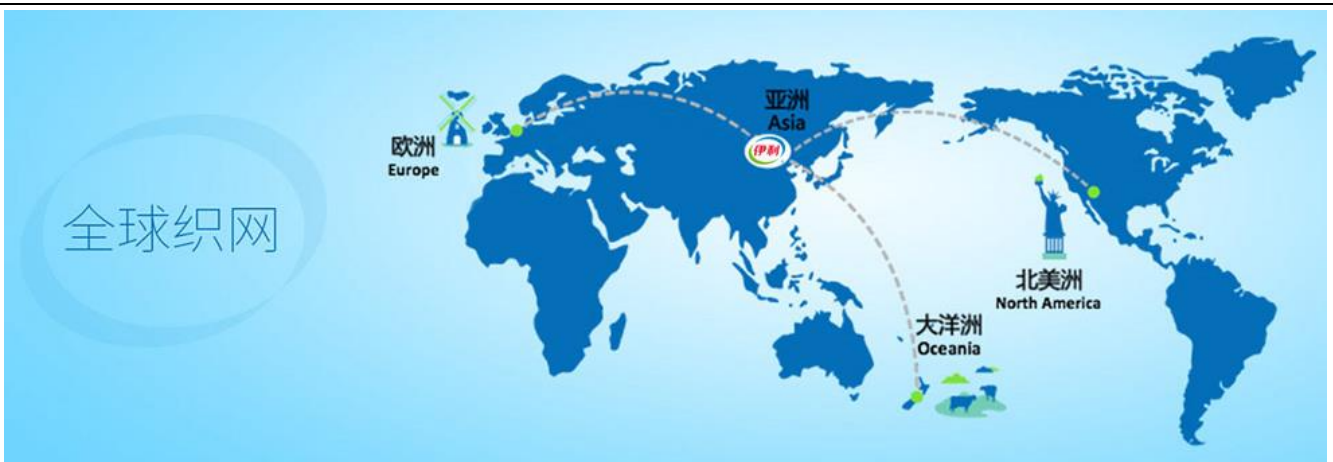 全球织网
欧洲
Europe
亚洲
Asia
伊利
北美洲
North America
大洋洲
Oceania